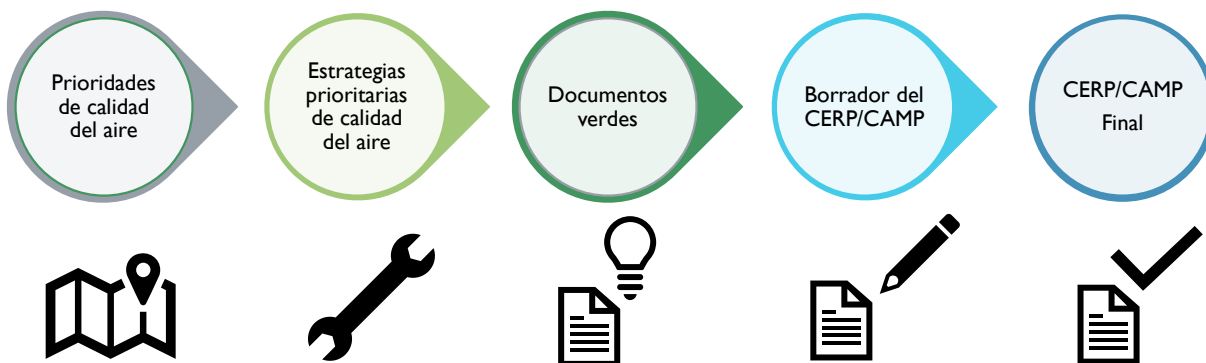 Prioridades
de calidad
del aire
Estrategias
prioritarias
de calidad
del aire
Documentos
verdes
Borrador del
CERP/CAMP
CERP/CAMP
Final